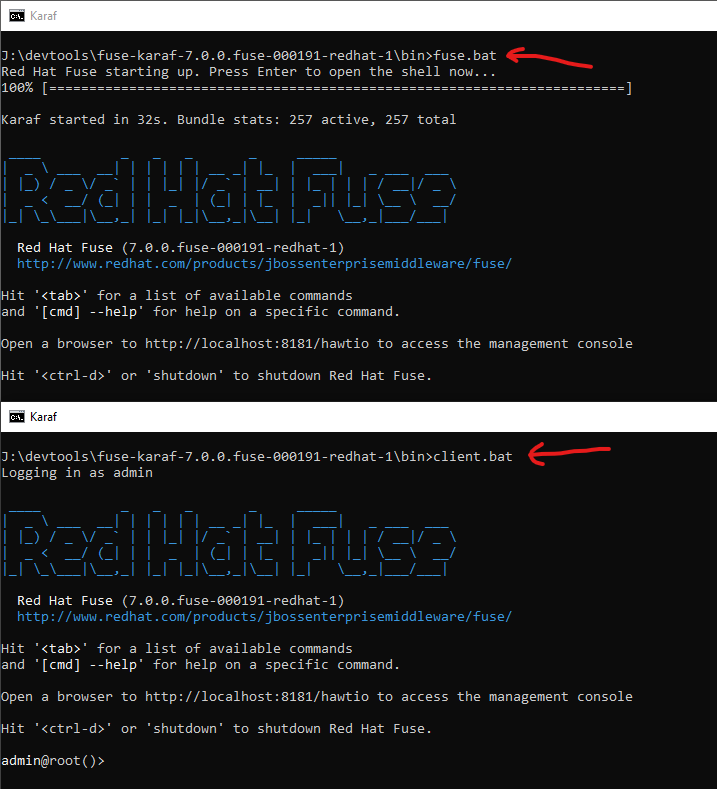 Karaf
J:\devtools\fuse-karaf-7.0.0.fuse-000191-redhat-1\bin>fuse.bat
Red Hat Fuse starting up. Press Enter to open the shell now...
100% [========================================================================]
Karaf started in 32s. Bundle stats: 257 active, 257 total
Red Hat Fuse
Red Hat Fuse (7.0.0.fuse-000191-redhat-1)
http://www.redhat.com/products/jbossenterprisemiddleware/fuse/
Hit '<tab>' for a list of available commands
and '[cmd] --help' for help on a specific command.
Open a browser to http://localhost:8181/hawtio to access the management console
Hit '<ctrl-d>' or 'shutdown' to shutdown Red Hat Fuse.
Karaf
J:\devtools\fuse-karaf-7.0.0.fuse-000191-redhat-1\bin>client.bat
Logging in as admin
Red Hat Fuse
Red Hat Fuse (7.0.0.fuse-000191-redhat-1)
http://www.redhat.com/products/jbossenterprisemiddleware/fuse/
Hit '<tab>' for a list of available commands
and '[cmd] --help' for help on a specific command.
Open a browser to http://localhost:8181/hawtio to access the management console
Hit '<ctrl-d>' or 'shutdown' to shutdown Red Hat Fuse.
admin@root()>